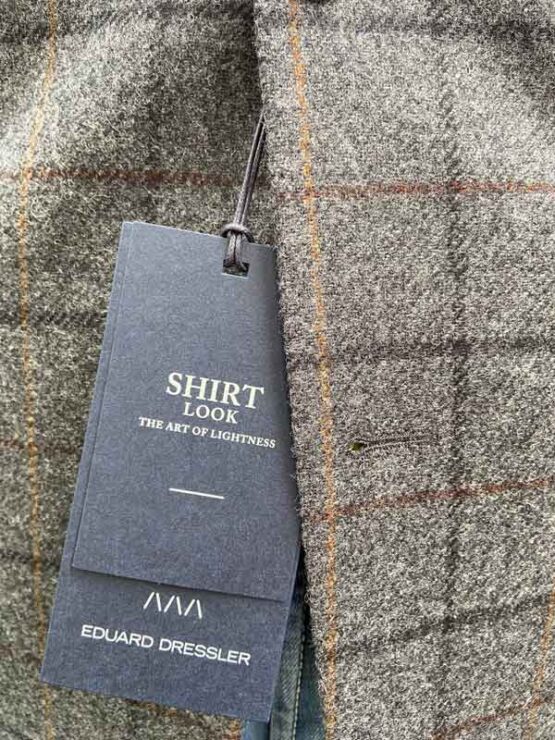 SHIRT
LOOK
THE ART OF LIGHTNESS
EDUARD DRESSLER